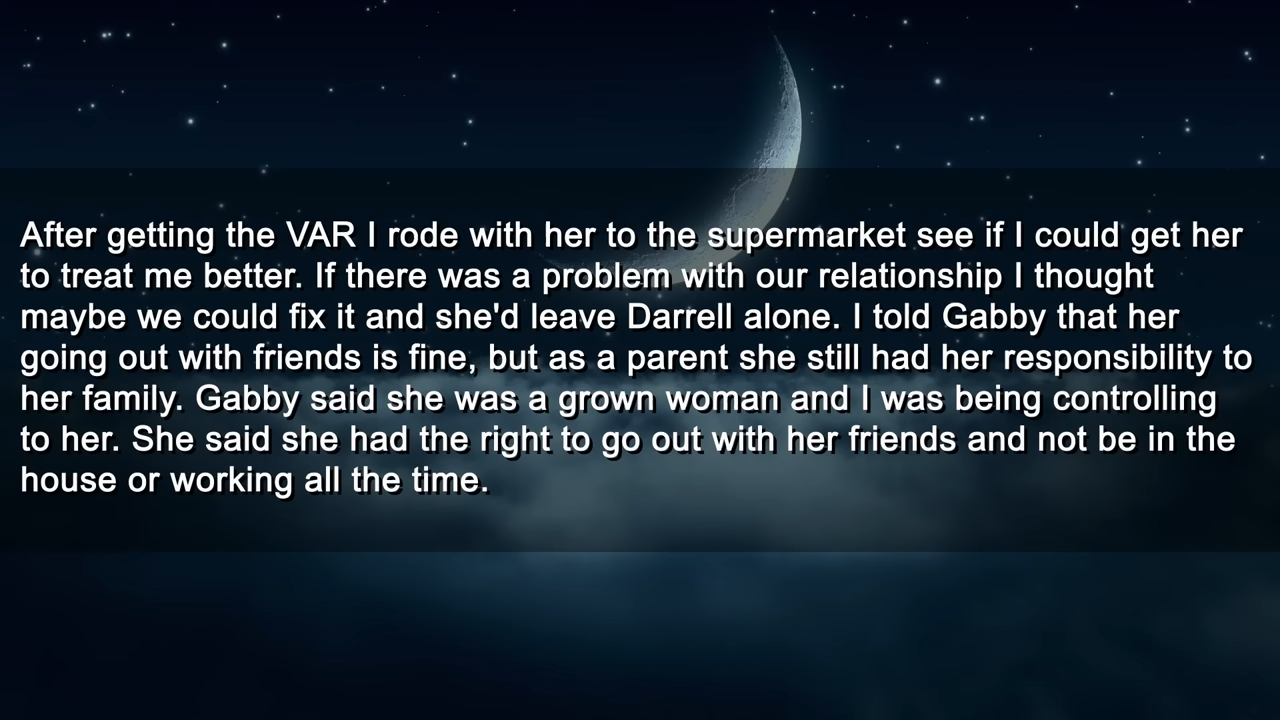 After getting the VAR I rode with her to the supermarket see if I could get her
to treat me better. If there was a problem with our relationship I thought
maybe we could fix it and she'd leave Darrell alone. I told Gabby that her
going out with friends is fine, but as a parent she still had her responsibility to
her family. Gabby said she was a grown woman and I was being controlling
to her. She said she had the right to go out with her friends and not be in the
house or working all the time.